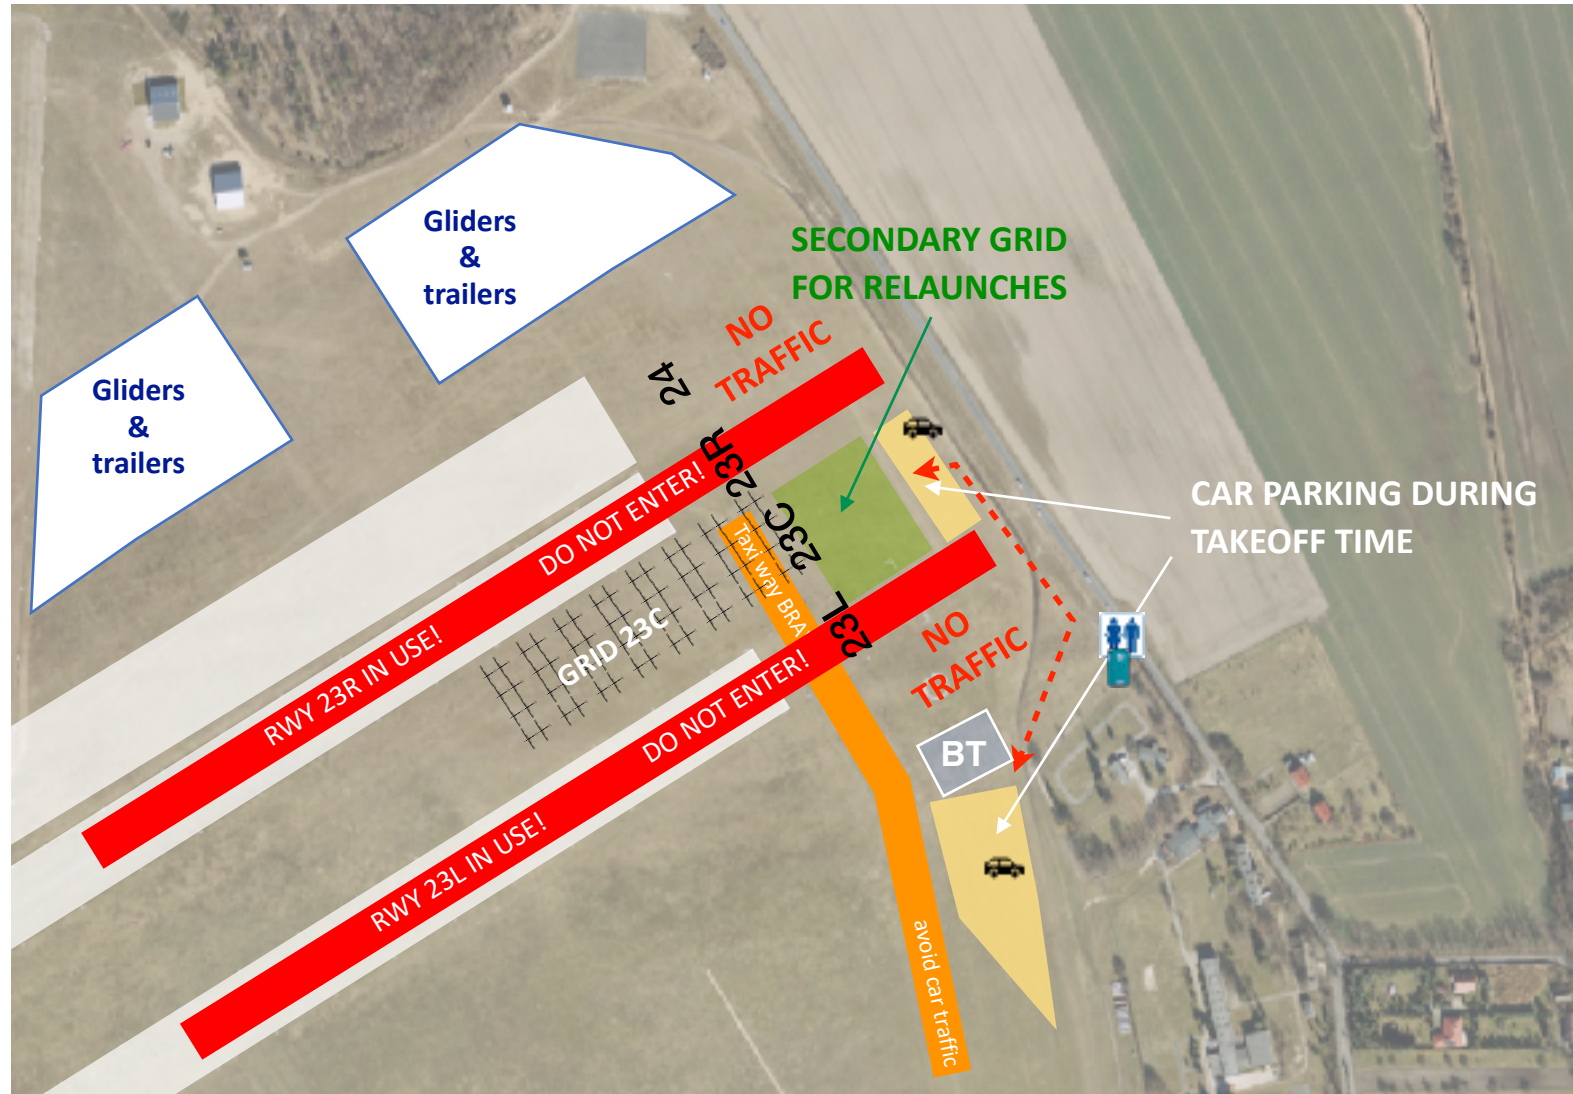 Gliders
&
trailers
SECONDARY GRID
FOR RELAUNCHES
NO
TRAFFIC
24
Gliders
&
trailers
23R
DO NOT ENTER!
RWY 23R IN USE!
23C
Taxi way BRA
GRID 23C
CAR PARKING DURING
TAKEOFF TIME
23L
NO
TRAFFIC
DO NOT ENTER!
RWY 23L IN USE!
BT
avoid car traffic